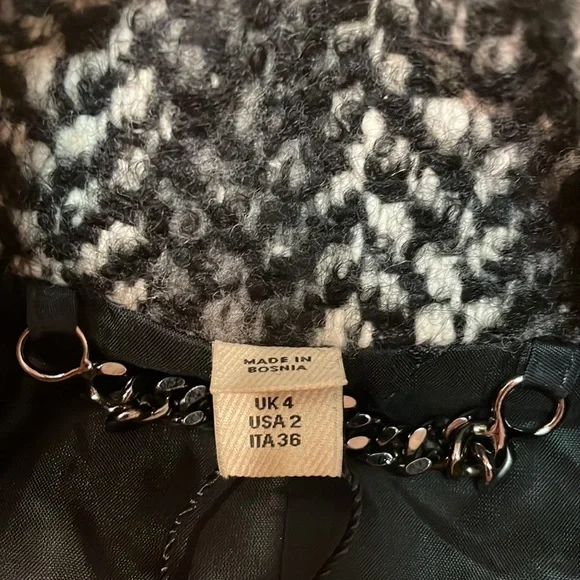 MADE IN
BOSNIA
UK 4
USA 2
ITA 36